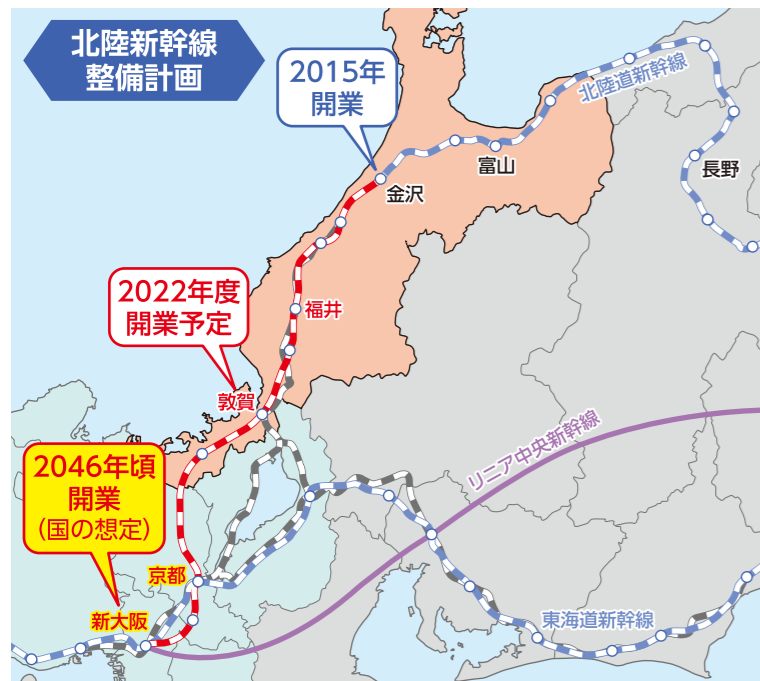 北陸新幹線
整備計画
2015年
開業
北陸道新幹線
長野
富山
金沢
2022年度
開業予定
福井
敦賀
リニア中央新幹線
2046年頃
開業
(国の想定)
京都
新大阪
東海道新幹線